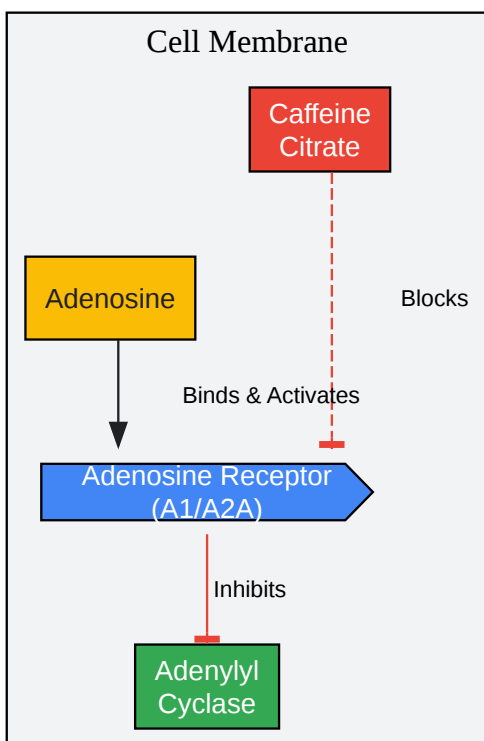 Cell Membrane
Caffeine
Citrate
Adenosine
Blocks
Binds & Activates
Adenosine Receptor
(A1/A2A)
Inhibits
Adenylyl
Cyclase